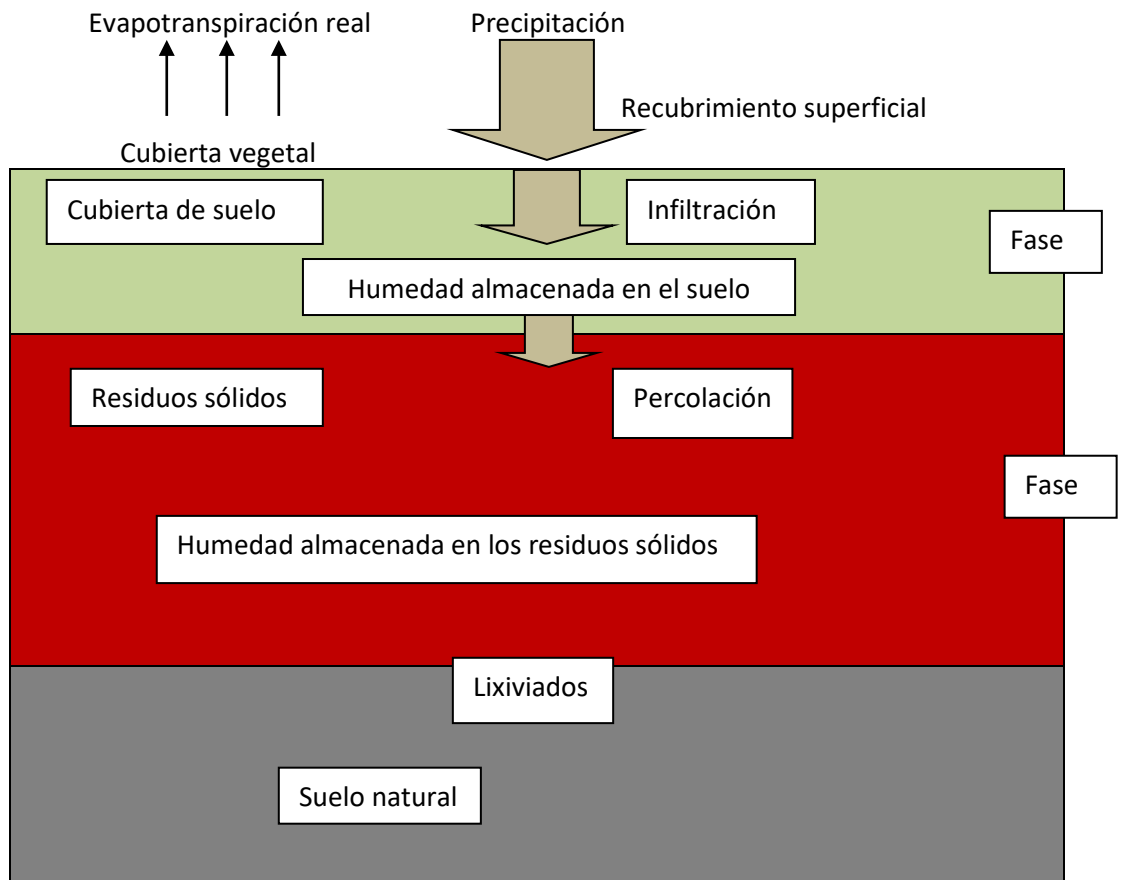 Evapotranspiración real
Precipitación
Recubrimiento superficial
Cubierta vegetal
Cubierta de suelo
Infiltración
Fase
Humedad almacenada en el suelo
Residuos sólidos
Percolación
Fase
Humedad almacenada en los residuos sólidos
Lixiviados
Suelo natural